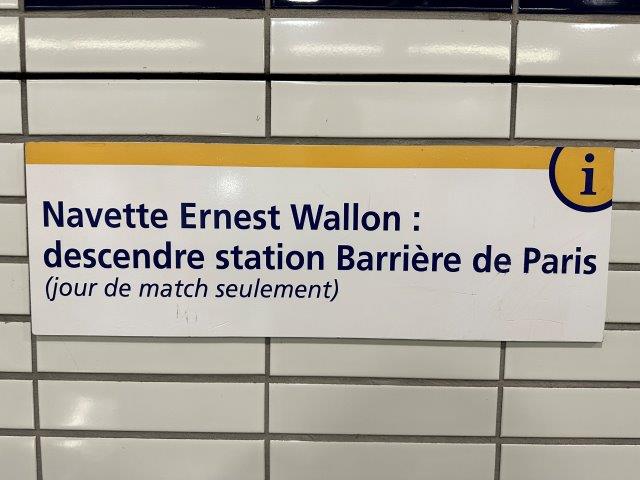 i
Navette Ernest Wallon :
descendre station Barrière de Paris
(jour de match seulement)